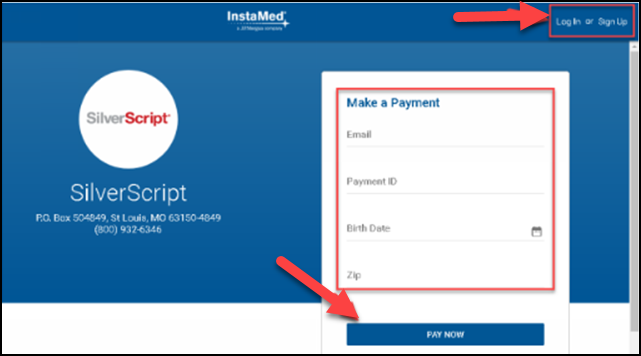 InstaMed®
a J.P. Morgan company
Log In or Sign Up
SilverScript®
SilverScript
P.O. Box 504849, St Louis, MO 63150-4849
(800) 932-6346
Make a Payment
Email
Payment ID
Birth Date
Zip
PAY NOW